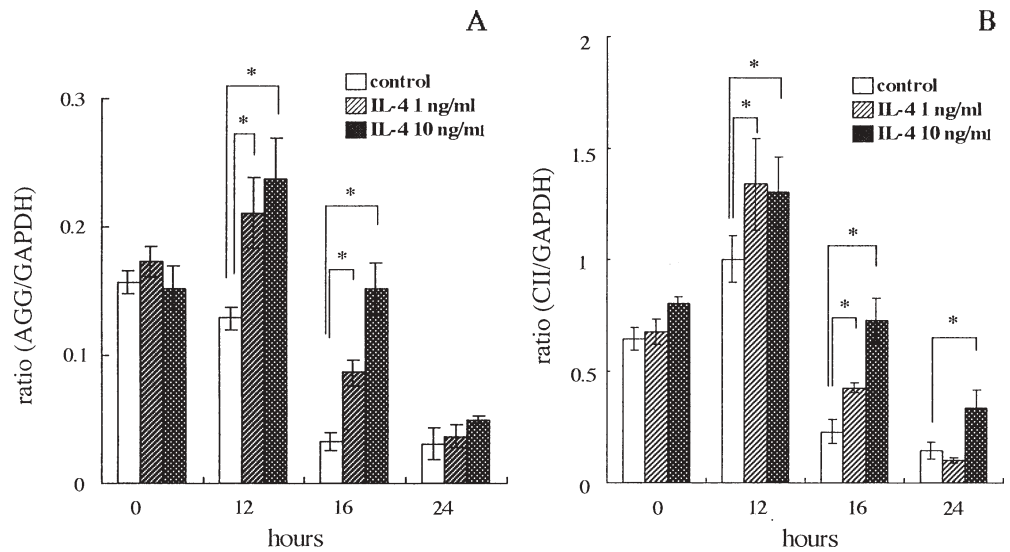 A
control
IL-4 1 ng/ml
IL-4 10 ng/ml
*
*
*
*
0.3
0.2
0.1
0
ratio (AGG/GAPDH)
0 12 16 24
hours
B
control
IL-4 1 ng/ml
IL-4 10 ng/ml
*
*
*
*
*
2
1.5
1
0.5
0
ratio (CII/GAPDH)
0 12 16 24
hours